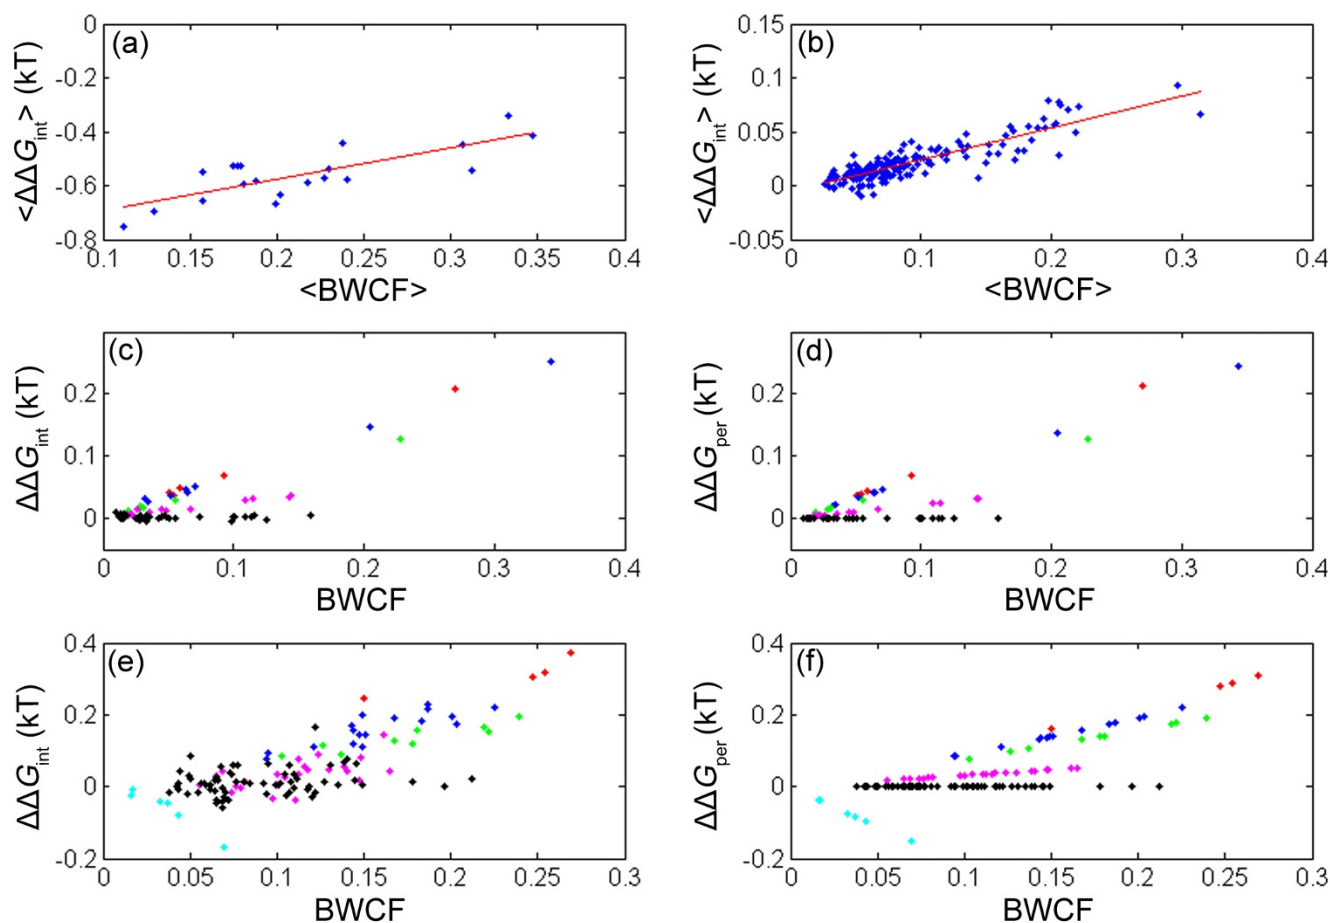 (a)
<ΔΔG_int> (kT)
0
-0.2
-0.4
-0.6
-0.8
0.1 0.15 0.2 0.25 0.3 0.35 0.4
<BWCF>
(b)
<ΔΔG_int> (kT)
0.15
0.1
0.05
0
-0.05
0 0.1 0.2 0.3 0.4
<BWCF>
(c)
ΔΔG_int (kT)
0.2
0.1
0
0 0.1 0.2 0.3 0.4
BWCF
(d)
ΔΔG_per (kT)
0.2
0.1
0
0 0.1 0.2 0.3 0.4
BWCF
(e)
ΔΔG_int (kT)
0.4
0.2
0
-0.2
0 0.05 0.1 0.15 0.2 0.25 0.3
BWCF
(f)
ΔΔG_per (kT)
0.4
0.2
0
-0.2
0 0.05 0.1 0.15 0.2 0.25 0.3
BWCF